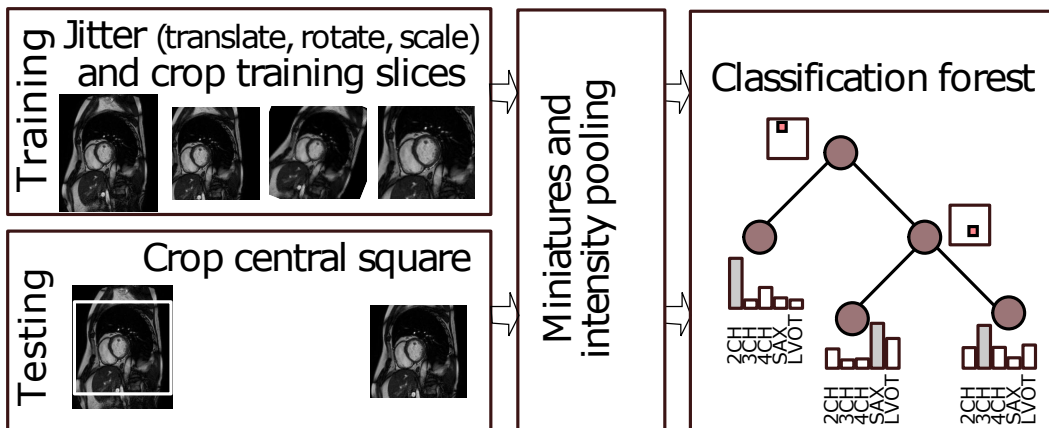 Training
Jitter (translate, rotate, scale)
and crop training slices
Testing
Crop central square
Miniatures and
intensity pooling
Classification forest
2CH
3CH
4CH
SAX
LVOT
2CH
3CH
4CH
SAX
LVOT
2CH
3CH
4CH
SAX
LVOT